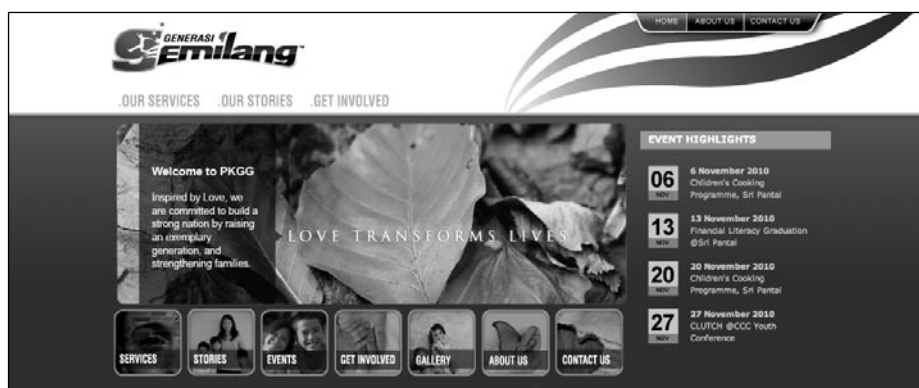 HOME ABOUT US CONTACT US
GENERASI
Gemilang
.OUR SERVICES .OUR STORIES .GET INVOLVED
Welcome to PKGG
Inspired by Love, we
are committed to build a
strong nation by raising
an exemplary
generation, and
strengthening families.
LOVE TRANSFORMS LIVES
SERVICES STORIES EVENTS GET INVOLVED GALLERY ABOUT US CONTACT US
EVENT HIGHLIGHTS
06 NOV
6 November 2010
Children's Cooking
Programme, Sri Pantai
13 NOV
13 November 2010
Financial Literacy Graduation
@Sri Pantai
20 NOV
20 November 2010
Children's Cooking
Programme, Sri Pantai
27 NOV
27 November 2010
CLUTCH @CCC Youth
Conference